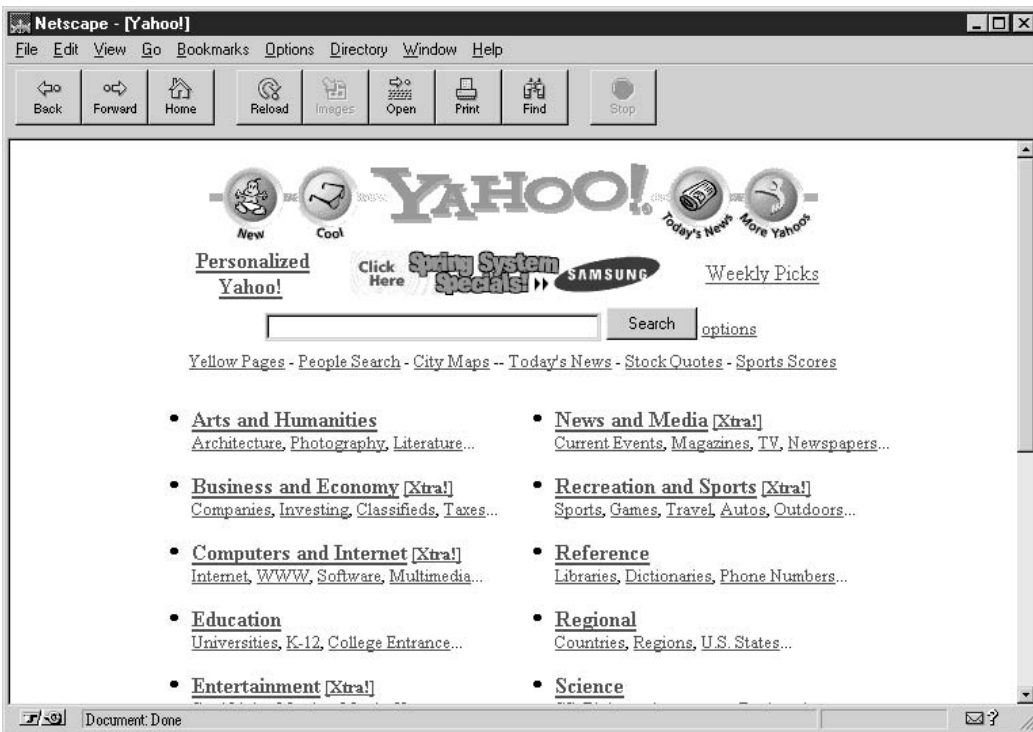 Netscape - [Yahoo!]
File Edit View Go Bookmarks Options Directory Window Help
Back Forward Home Reload Images Open Print Find Stop
YAHOO!
New Cool Today's News More Yahoos
Personalized Yahoo!
Click Here Spring System Specials! SAMSUNG
Weekly Picks
Search options
Yellow Pages - People Search - City Maps -- Today's News - Stock Quotes - Sports Scores
• Arts and Humanities
Architecture, Photography, Literature...
• News and Media [Xtra!]
Current Events, Magazines, TV, Newspapers...
• Business and Economy [Xtra!]
Companies, Investing, Classifieds, Taxes...
• Recreation and Sports [Xtra!]
Sports, Games, Travel, Autos, Outdoors...
• Computers and Internet [Xtra!]
Internet, WWW, Software, Multimedia...
• Reference
Libraries, Dictionaries, Phone Numbers...
• Education
Universities, K-12, College Entrance...
• Regional
Countries, Regions, U.S. States...
• Entertainment [Xtra!]
• Science
Document: Done